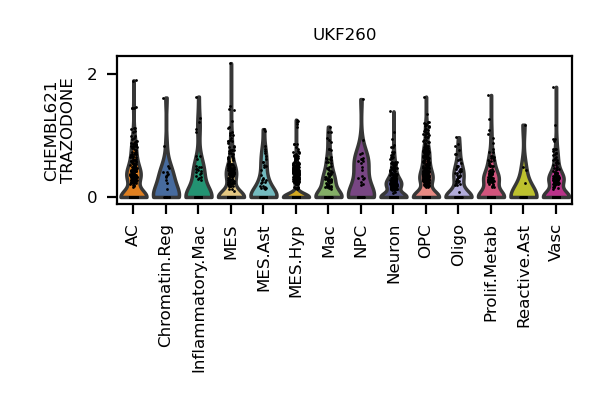 UKF260
CHEMBL621
TRAZODONE
2
0
AC
Chromatin.Reg
Inflammatory.Mac
MES
MES.Ast
MES.Hyp
Mac
NPC
Neuron
OPC
Oligo
Prolif.Metab
Reactive.Ast
Vasc